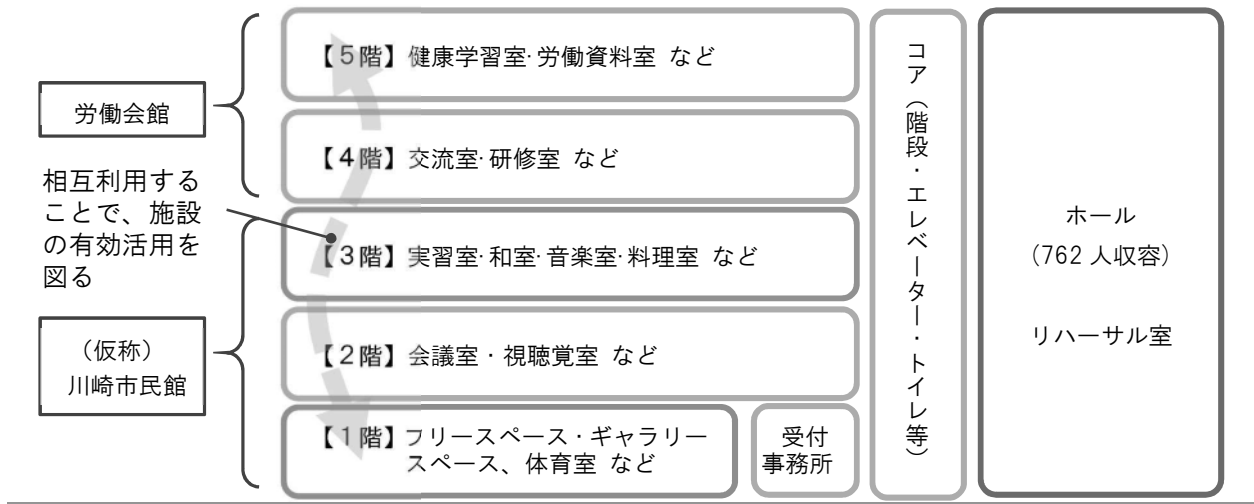 労働会館
相互利用する
ことで、施設
の有効活用を
図る
（仮称）
川崎市民館
【5階】健康学習室･労働資料室 など
【4階】交流室･研修室 など
【3階】実習室･和室･音楽室･料理室 など
【2階】会議室・視聴覚室 など
【1階】フリースペース・ギャラリー
スペース、体育室 など
受付
事務所
コア（階段・エレベーター・トイレ等）
ホール
（762 人収容）
リハーサル室